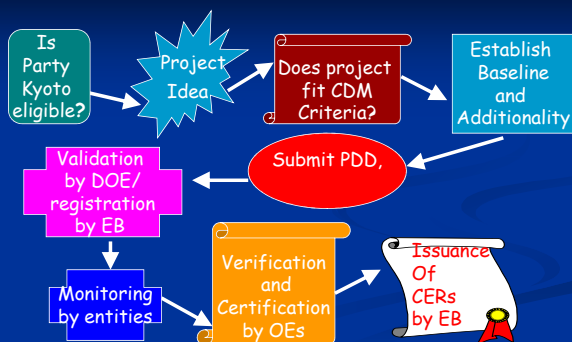 Is
Party
Kyoto
eligible?
Project
Idea
Does project
fit CDM
Criteria?
Establish
Baseline
and
Additionality
Submit PDD,
Validation
by DOE/
registration
by EB
Monitoring
by entities
Verification
and
Certification
by OEs
Issuance
Of
CERs
by EB